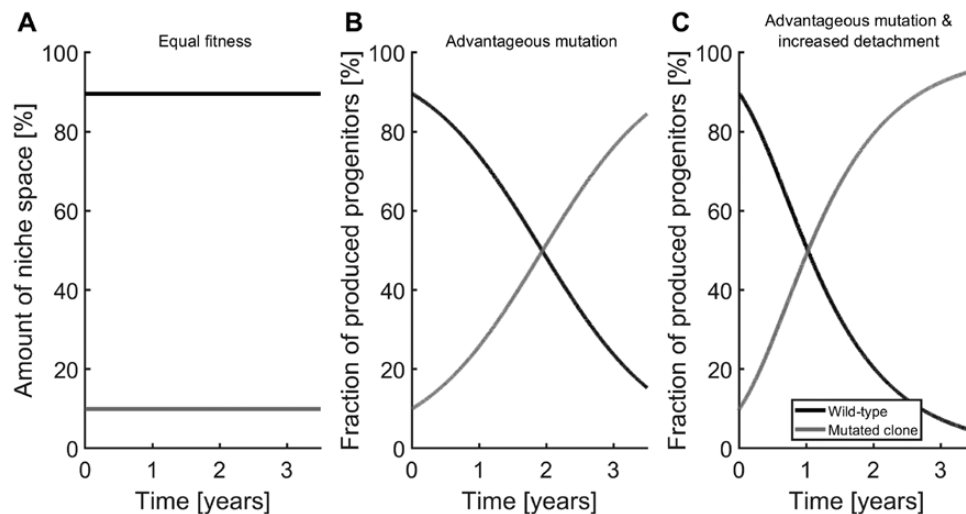 A
Equal fitness
Amount of niche space [%]
100
80
60
40
20
0
0 1 2 3
Time [years]
B
Advantageous mutation
Fraction of produced progenitors [%]
100
80
60
40
20
0
0 1 2 3
Time [years]
C
Advantageous mutation &
increased detachment
Fraction of produced progenitors [%]
100
80
60
40
20
0
0 1 2 3
Time [years]
Wild-type
Mutated clone